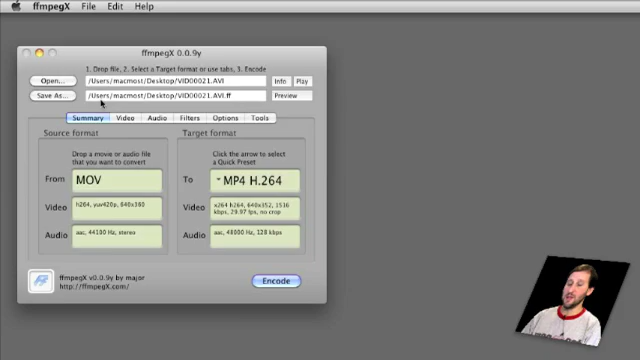 ffmpegX File Edit Help
ffmpegX 0.0.9y
1. Drop file, 2. Select a Target format or use tabs, 3. Encode
Open... /Users/macmost/Desktop/VID00021.AVI Info Play
Save As... /Users/macmost/Desktop/VID00021.AVI.ff Preview
Summary Video Audio Filters Options Tools
Source format Target format
Drop a movie or audio file
that you want to convert
Click the arrow to select
a Quick Preset
From MOV To MP4 H.264
Video h264, yuv420p, 640x360
Video x264 h264, 640x352, 1536
kbps, 29.97 fps, no crop
Audio aac, 44100 Hz, stereo
Audio aac, 48000 Hz, 128 kbps
ffmpegX v0.0.9y by major
http://ffmpegX.com/
Encode